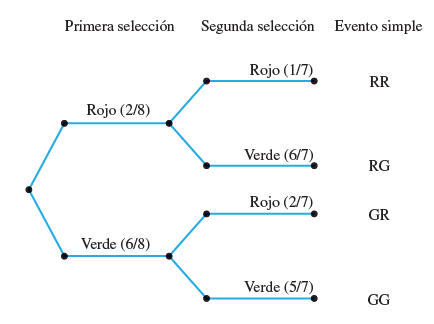 Primera selección Segunda selección Evento simple
Rojo (1/7)
RR
Rojo (2/8)
Verde (6/7)
RG
Rojo (2/7)
GR
Verde (6/8)
Verde (5/7)
GG